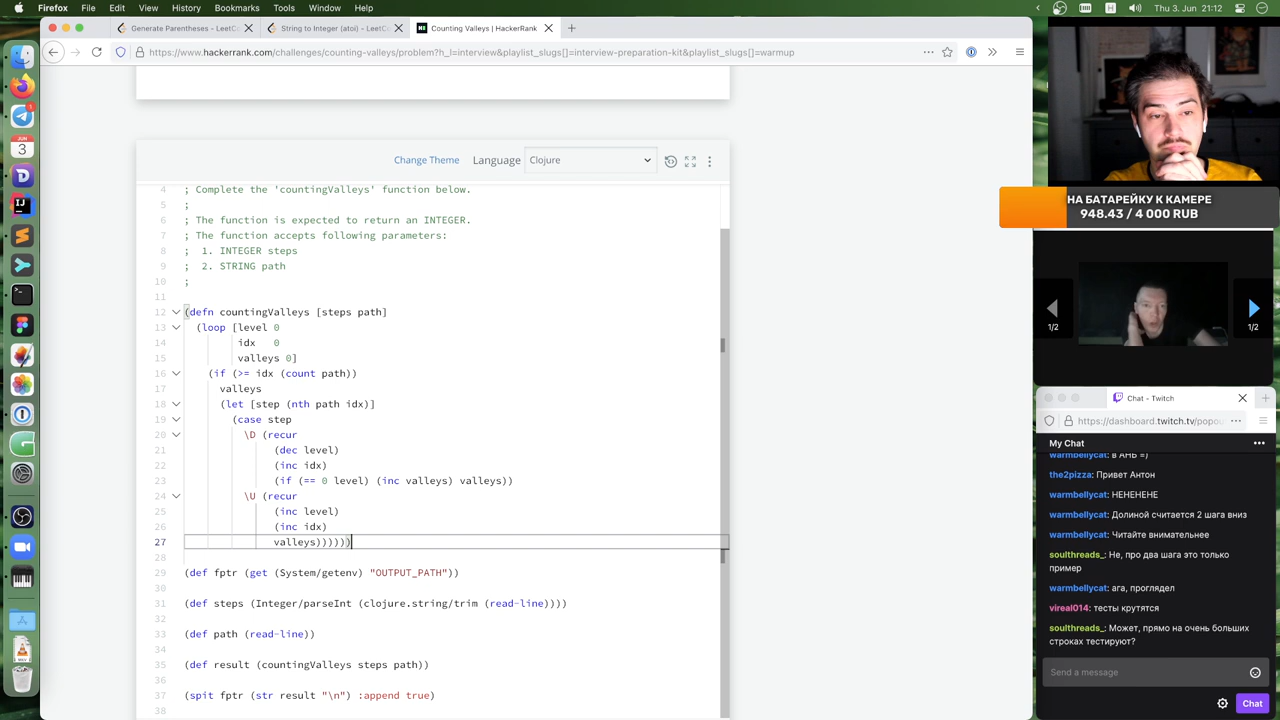 Firefox File Edit View History Bookmarks Tools Window Help
Generate Parentheses - LeetCo
String to Integer (atoi) - LeetCo
Counting Valleys | HackerRank
https://www.hackerrank.com/challenges/counting-valleys/problem?h_l=interview&playlist_slugs[]=interview-preparation-kit&playlist_slugs[]=warmup
Change Theme Language Clojure
4 ; Complete the 'countingValleys' function below.
5 ;
6 ; The function is expected to return an INTEGER.
7 ; The function accepts following parameters:
8 ;  1. INTEGER steps
9 ;  2. STRING path
10 ;
11
12 (defn countingValleys [steps path]
13 (loop [level 0
14 idx   0
15 valleys 0]
16 (if (>= idx (count path))
17 valleys
18 (let [step (nth path idx)]
19 (case step
20 \D (recur
21 (dec level)
22 (inc idx)
23 (if (== 0 level) (inc valleys) valleys))
24 \U (recur
25 (inc level)
26 (inc idx)
27 valleys))))))
28
29 (def fptr (get (System/getenv) "OUTPUT_PATH"))
30
31 (def steps (Integer/parseInt (clojure.string/trim (read-line))))
32
33 (def path (read-line))
34
35 (def result (countingValleys steps path))
36
37 (spit fptr (str result "\n") :append true)
38
JUN
3
1
НА БАТАРЕЙКУ К КАМЕРЕ
948.43 / 4 000 RUB
1/2
1/2
Chat - Twitch
https://dashboard.twitch.tv/popou
My Chat
warmbellycat: в АНБ =)
the2pizza: Привет Антон
warmbellycat: НЕНЕНЕНЕ
warmbellycat: Долиной считается 2 шага вниз
warmbellycat: Читайте внимательнее
soulthreads_: Не, про два шага это только
пример
warmbellycat: ага, проглядел
vireal014: тесты крутятся
soulthreads_: Может, прямо на очень больших
строках тестируют?
Send a message
Chat